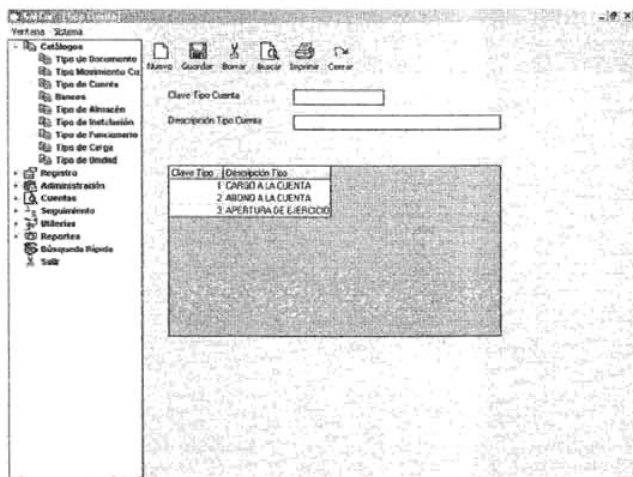 [Tipo Cuenta]
Ventana Sistema
Catálogos
Tipo de Documento
Tipo Movimiento Cu
Tipo de Cuenta
Bancos
Tipo de Almacén
Tipo de Instalación
Tipo de Funcionario
Tipo de Carga
Tipo de Unidad
Registro
Administración
Cuentas
Seguimiento
Utilerías
Reportes
Búsqueda Rápida
Salir
Nuevo Guardar Borrar Buscar Imprimir Cerrar
Clave Tipo Cuenta
Descripción Tipo Cuenta
Clave Tipo Descripción Tipo
1 CARGO A LA CUENTA
2 ABONO A LA CUENTA
3 APERTURA DE EJERCICIO